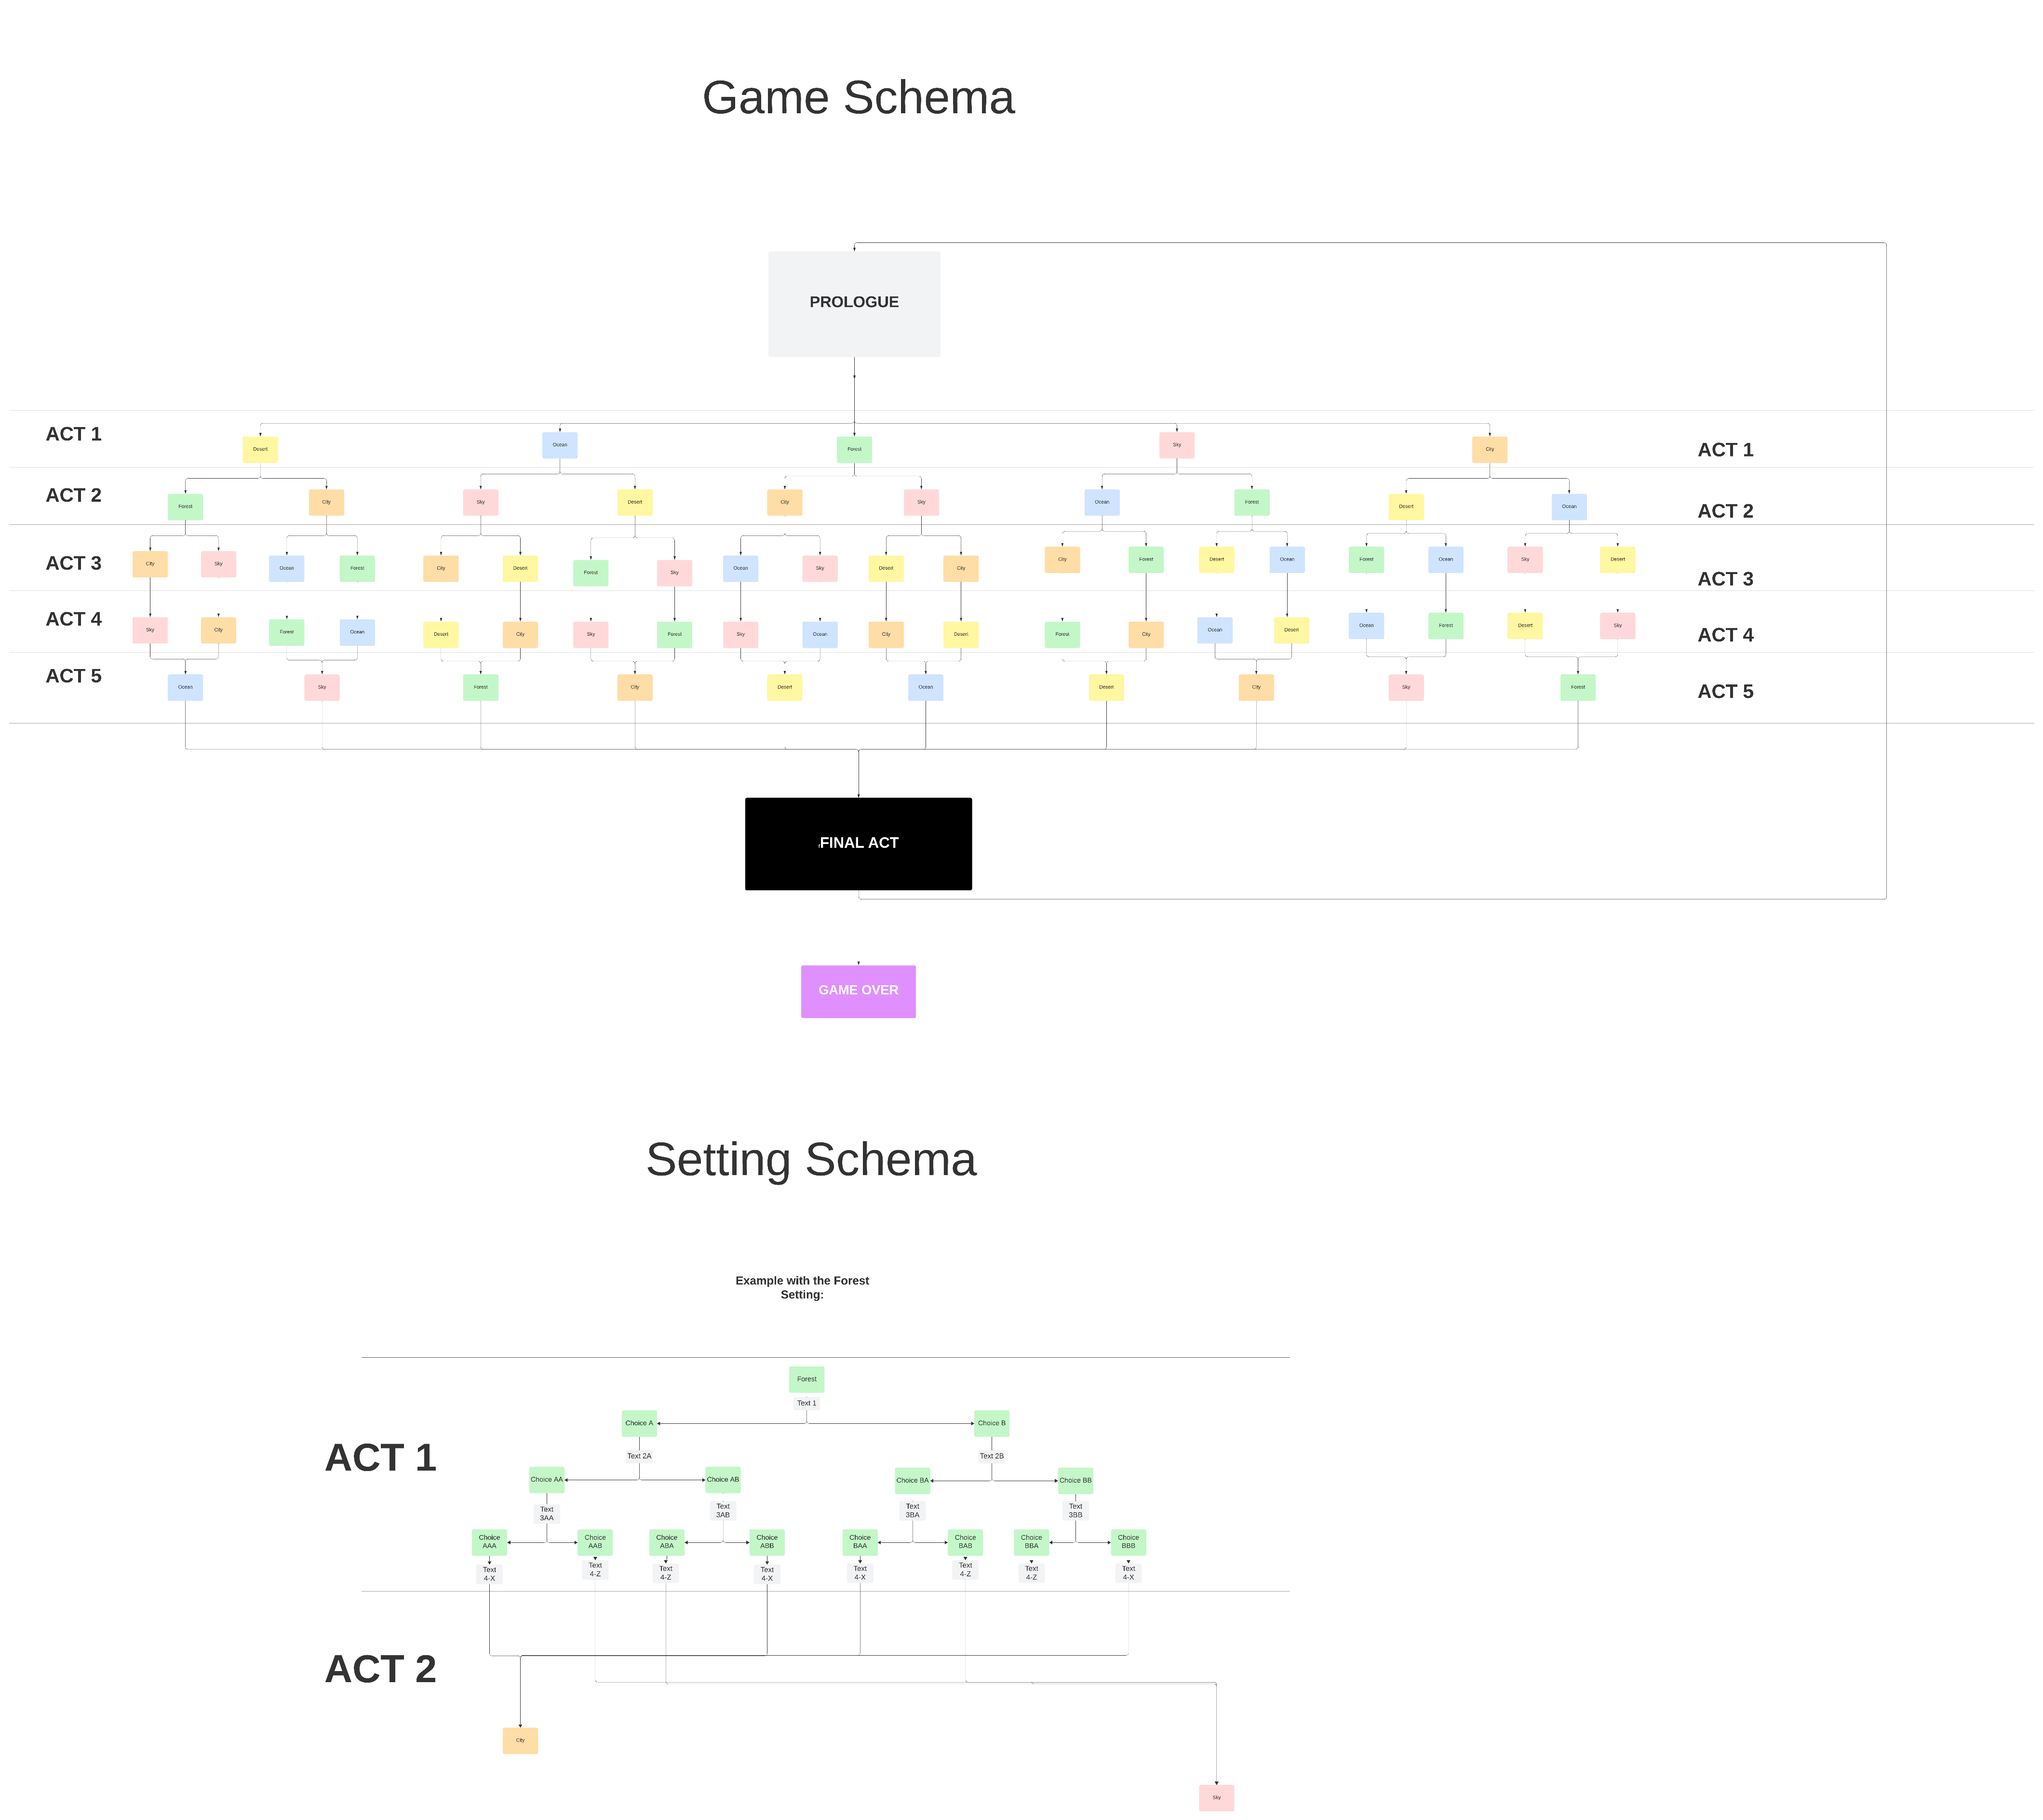 Game Schema
PROLOGUE
ACT 1
Desert
Ocean
Forest
Sky
City
ACT 1
ACT 2
Forest
City
Sky
Desert
City
Sky
Ocean
Forest
Desert
Ocean
ACT 2
ACT 3
City
Sky
Ocean
Forest
City
Desert
Forest
Sky
Ocean
Sky
Desert
City
City
Forest
Desert
Ocean
Forest
Ocean
Sky
Desert
ACT 3
ACT 4
Sky
City
Forest
Ocean
Desert
City
Sky
Forest
Sky
Ocean
City
Desert
Forest
City
Ocean
Desert
Ocean
Forest
Desert
Sky
ACT 4
ACT 5
Ocean
Sky
Forest
City
Desert
Ocean
Desert
City
Sky
Forest
ACT 5
FINAL ACT
GAME OVER
Setting Schema
Example with the Forest
Setting:
ACT 1
Forest
Text 1
Choice A
Choice B
Text 2A
Text 2B
Choice AA
Choice AB
Choice BA
Choice BB
Text
3AA
Text
3AB
Text
3BA
Text
3BB
Choice
AAA
Choice
AAB
Choice
ABA
Choice
ABB
Choice
BAA
Choice
BAB
Choice
BBA
Choice
BBB
Text
4-X
Text
4-Z
Text
4-Z
Text
4-X
Text
4-X
Text
4-Z
Text
4-Z
Text
4-X
ACT 2
City
Sky